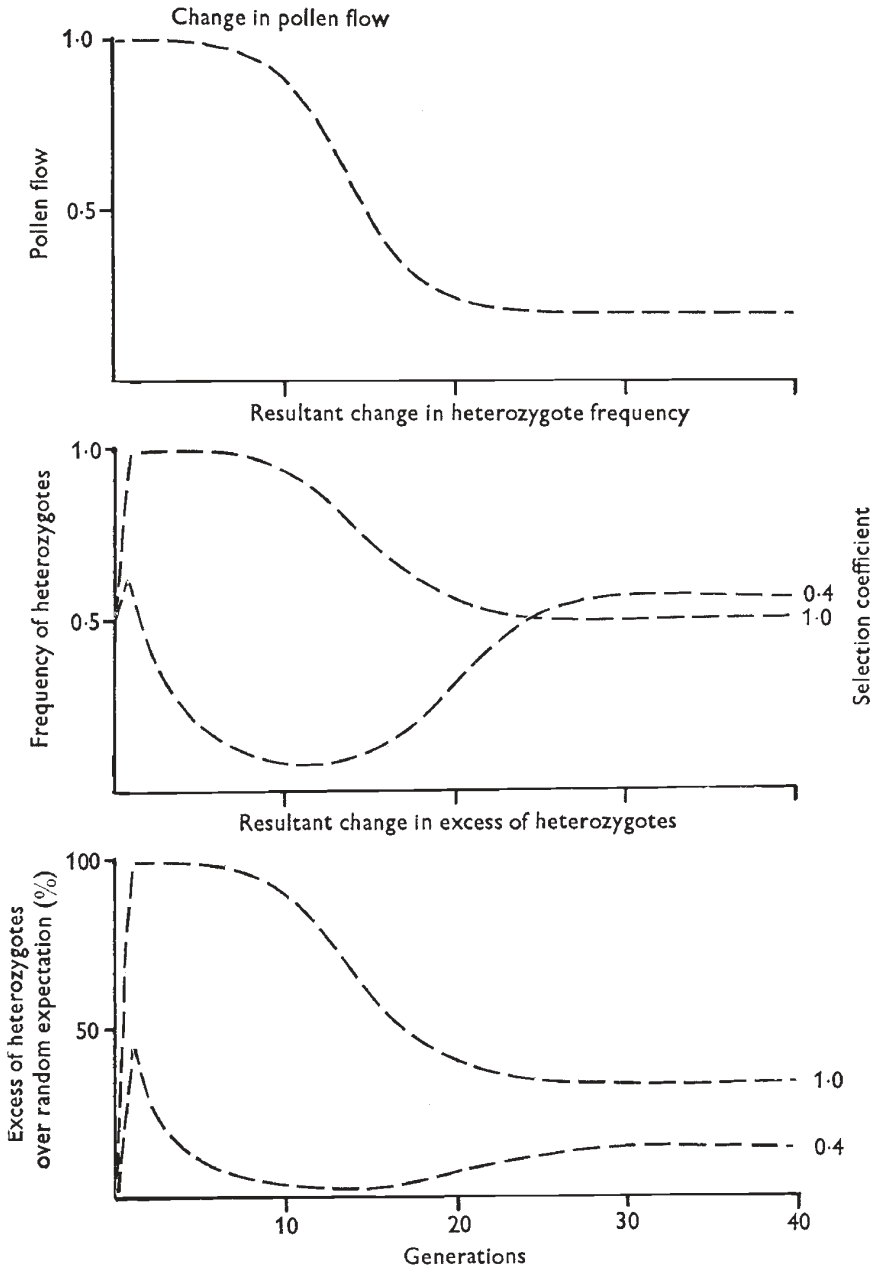 Change in pollen flow
1·0
0·5
Pollen flow
Resultant change in heterozygote frequency
1·0
0·5
Frequency of heterozygotes
0·4
1·0
Selection coefficient
Resultant change in excess of heterozygotes
100
50
Excess of heterozygotes
over random expectation (%)
1·0
0·4
10
20
30
40
Generations